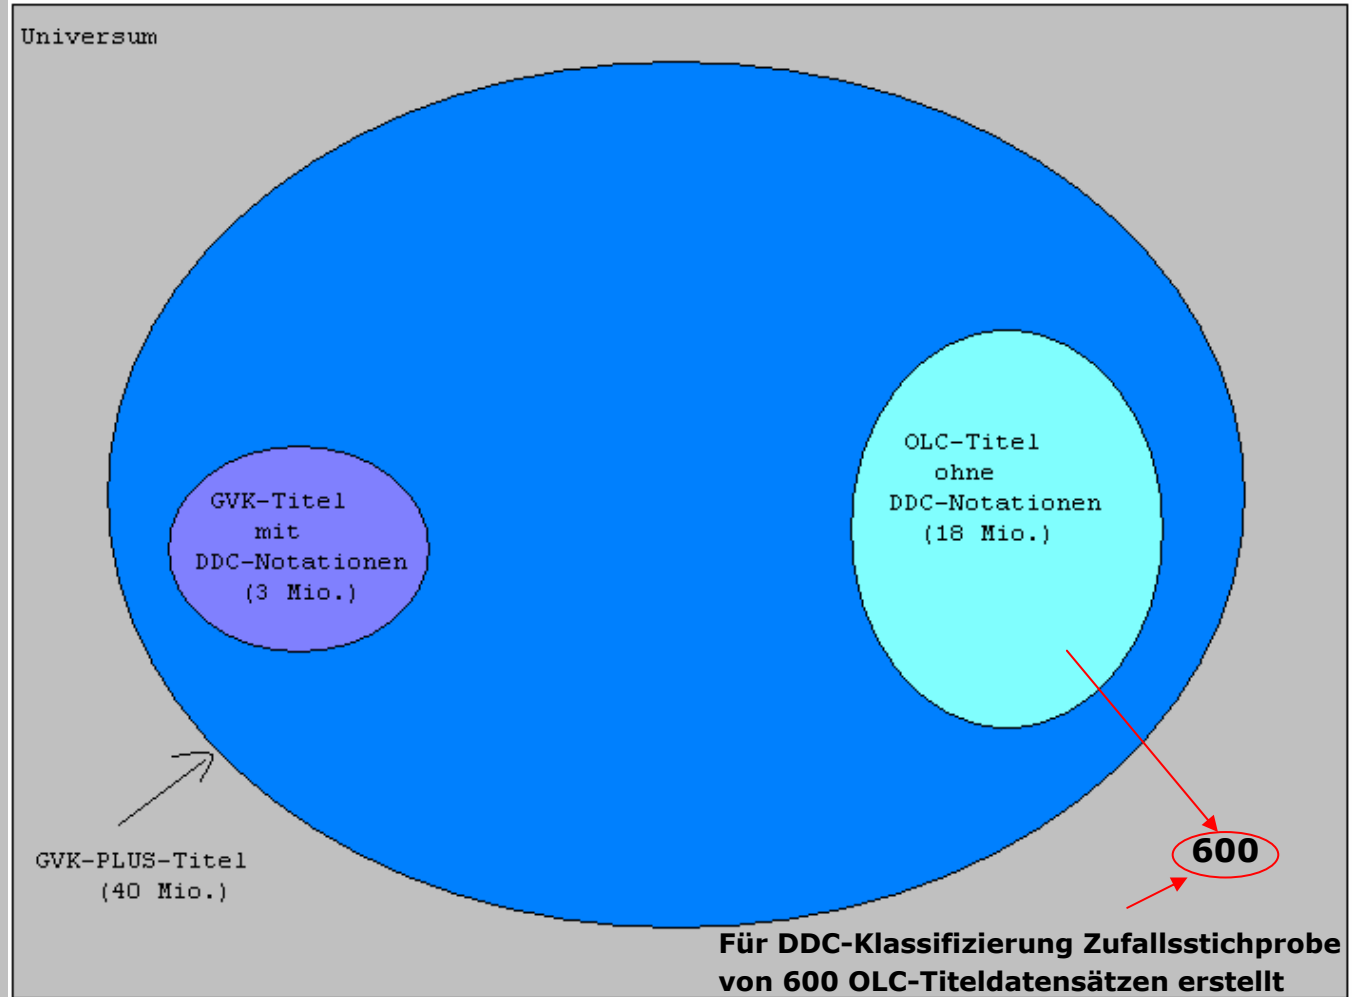 Universum
OLC-Titel
ohne
DDC-Notationen
(18 Mio.)
GVK-Titel
mit
DDC-Notationen
(3 Mio.)
GVK-PLUS-Titel
(40 Mio.)
600
Für DDC-Klassifizierung Zufallsstichprobe
von 600 OLC-Titeldatensätzen erstellt